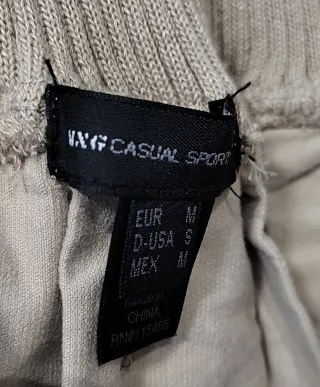 CASUAL SPORT
EUR M
D-USA S
MEX M
made in
CHINA